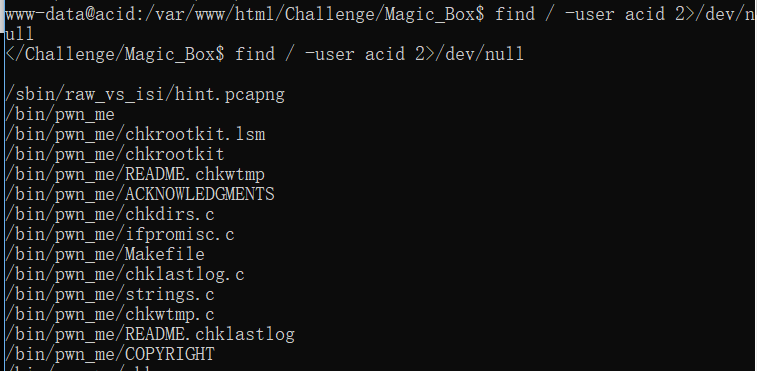 www-data@acid:/var/www/html/Challenge/Magic_Box$ find / -user acid 2>/dev/n
ull
</Challenge/Magic_Box$ find / -user acid 2>/dev/null
/sbin/raw_vs_isi/hint.pcapng
/bin/pwn_me
/bin/pwn_me/chkrootkit.lsm
/bin/pwn_me/chkrootkit
/bin/pwn_me/README.chkwtmp
/bin/pwn_me/ACKNOWLEDGMENTS
/bin/pwn_me/chkdirs.c
/bin/pwn_me/ifpromisc.c
/bin/pwn_me/Makefile
/bin/pwn_me/chklastlog.c
/bin/pwn_me/strings.c
/bin/pwn_me/chkwtmp.c
/bin/pwn_me/README.chklastlog
/bin/pwn_me/COPYRIGHT